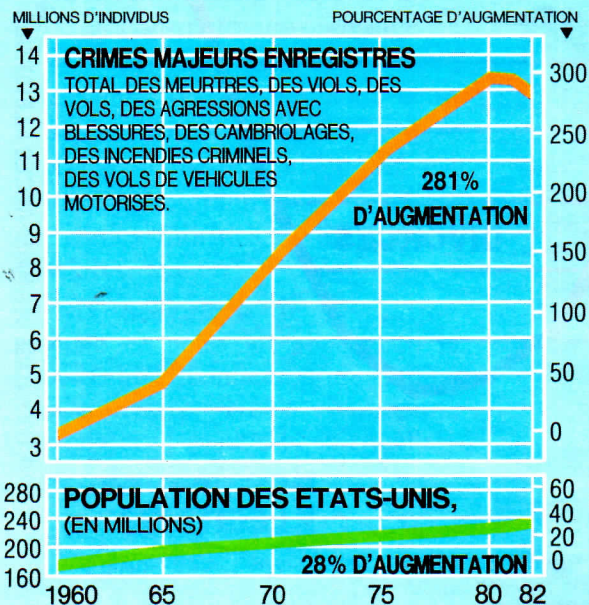 MILLIONS D'INDIVIDUS POURCENTAGE D'AUGMENTATION
CRIMES MAJEURS ENREGISTRES
TOTAL DES MEURTRES, DES VIOLS, DES
VOLS, DES AGRESSIONS AVEC
BLESSURES, DES CAMBRIOLAGES,
DES INCENDIES CRIMINELS,
DES VOLS DE VEHICULES
MOTORISES.
281%
D'AUGMENTATION
14
13
12
11
10
9
8
7
6
5
4
3
300
250
200
150
100
50
0
POPULATION DES ETATS-UNIS,
(EN MILLIONS)
28% D'AUGMENTATION
280
240
200
160
60
40
20
0
1960 65 70 75 80 82